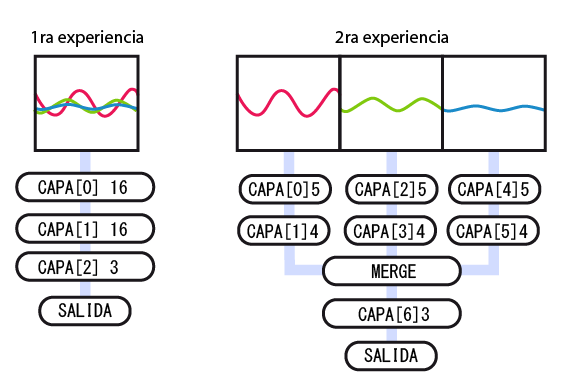 1ra experiencia
CAPA[0] 16
CAPA[1] 16
CAPA[2] 3
SALIDA
2ra experiencia
CAPA[0]5
CAPA[2]5
CAPA[4]5
CAPA[1]4
CAPA[3]4
CAPA[5]4
MERGE
CAPA[6]3
SALIDA